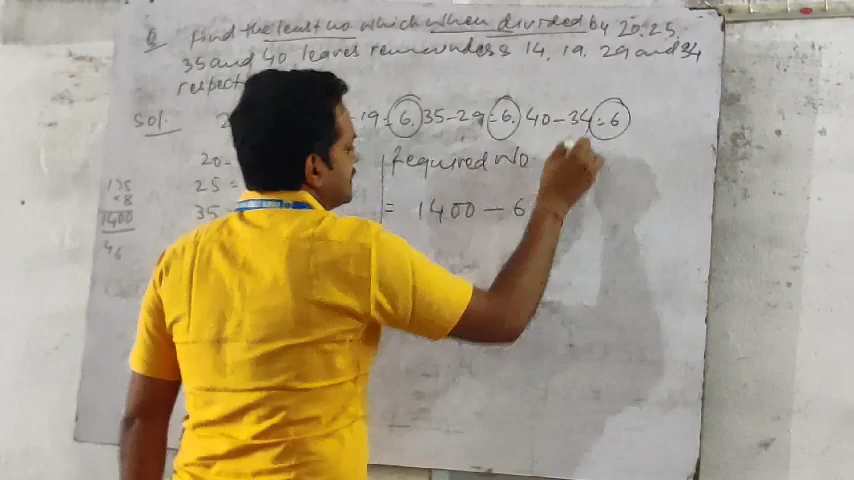 Q Find the least no which when divided by 20, 25,
35 and 40 leaves remainders 14, 19, 29 and 34
respect
Sol. 2 -19=6, 35-29=6, 40-34=6
20= Required No
25 =
35 = 1400-6
175
×8
1400